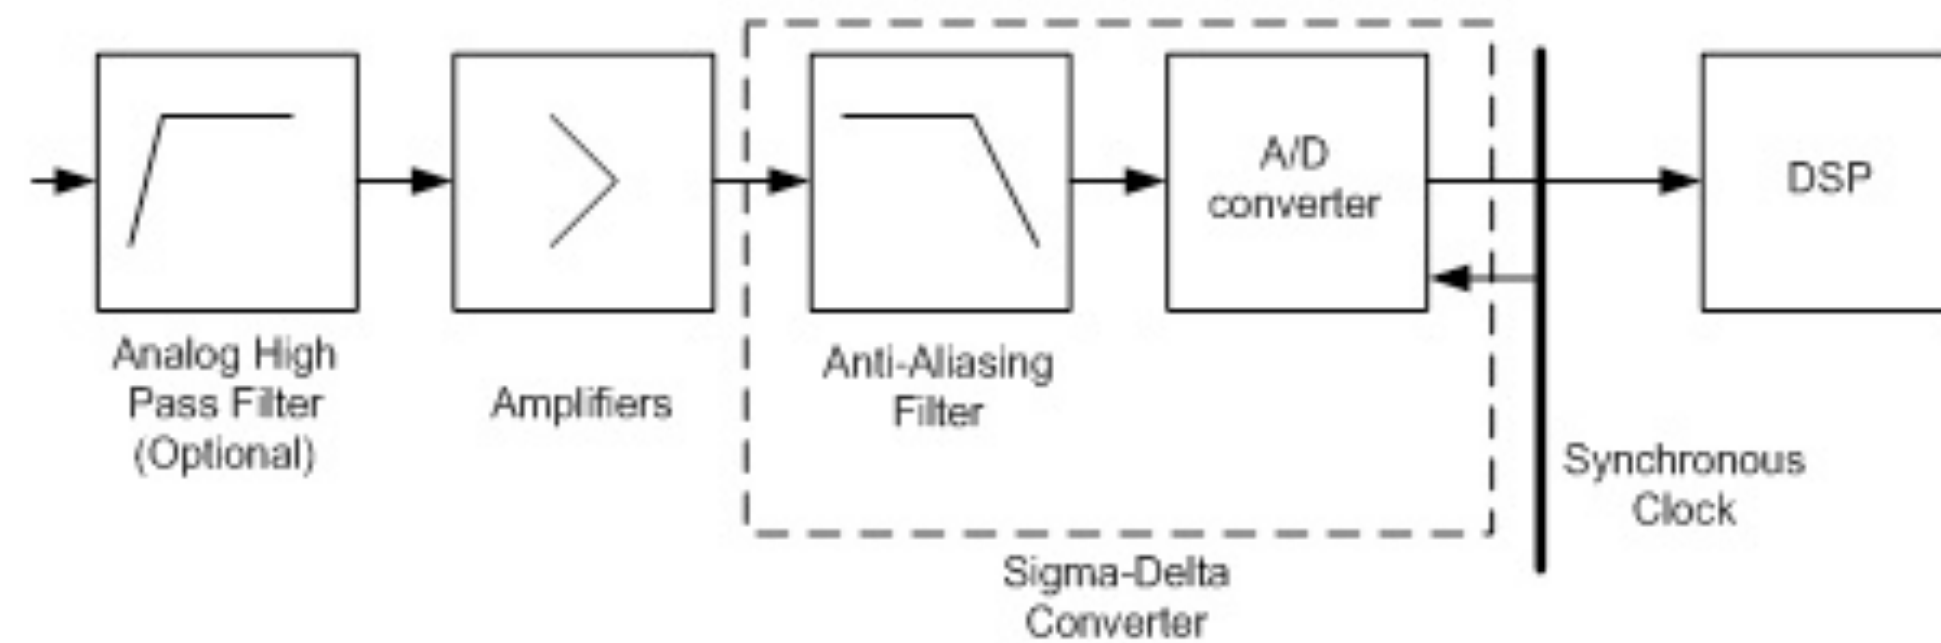 A/D
converter
DSP
Analog High
Pass Filter
(Optional)
Amplifiers
Anti-Aliasing
Filter
Synchronous
Clock
Sigma-Delta
Converter